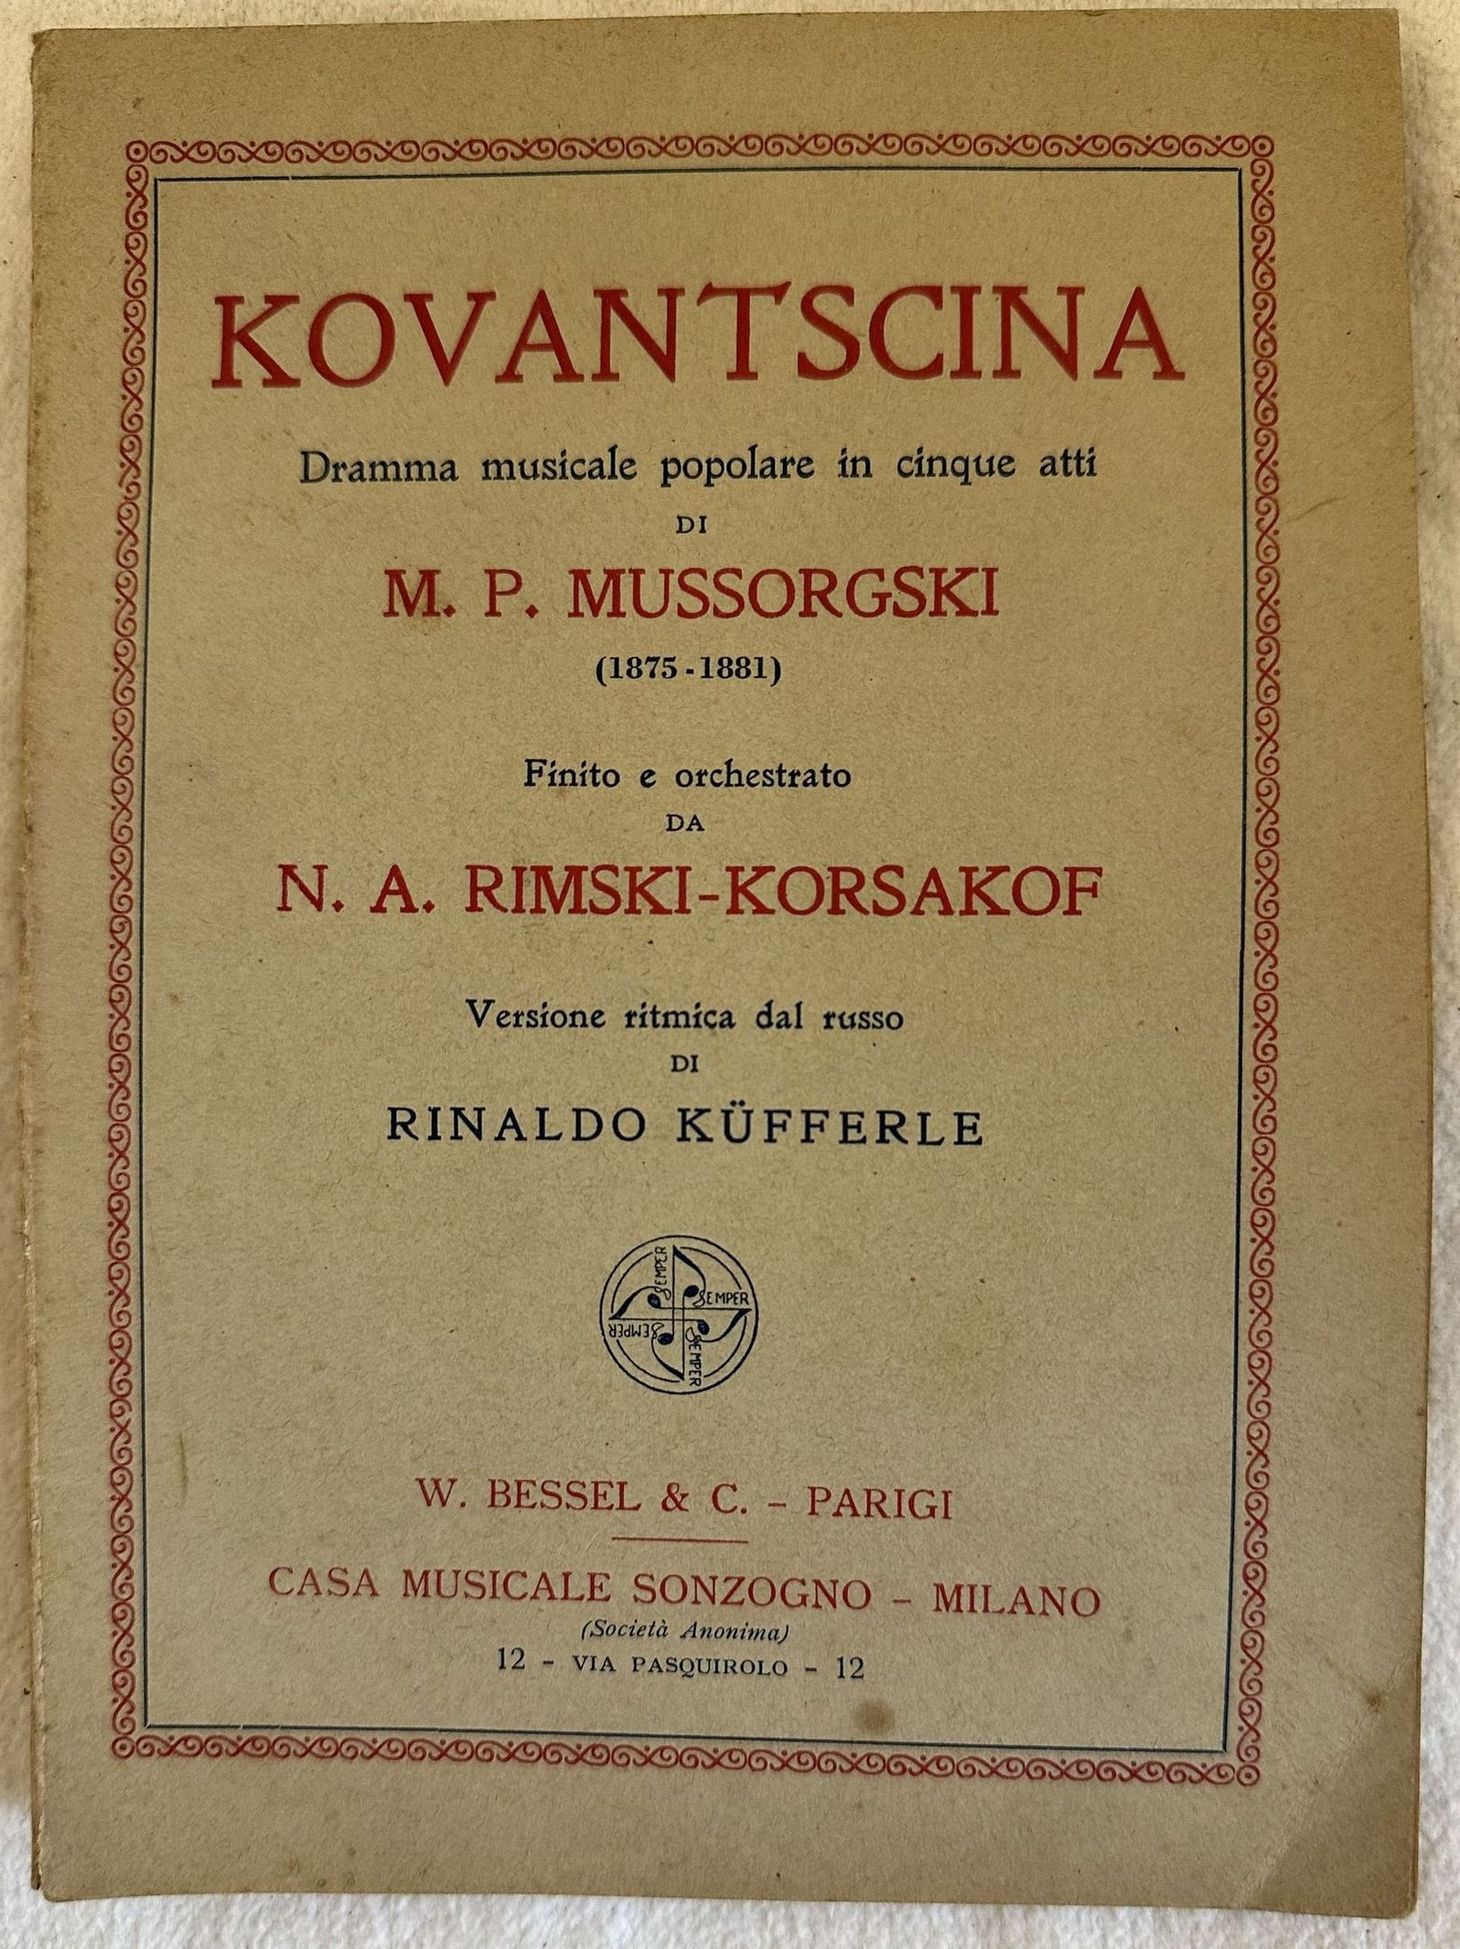 KOVANTSCINA
Dramma musicale popolare in cinque atti
DI
M. P. MUSSORGSKI
(1875-1881)
Finito e orchestrato
DA
N. A. RIMSKI-KORSAKOF
Versione ritmica dal russo
DI
RINALDO KÜFFERLE
SEMPER
SEMPER
SEMPER
SEMPER
W. BESSEL & C. - PARIGI
CASA MUSICALE SONZOGNO - MILANO
(Società Anonima)
12 - VIA PASQUIROLO - 12